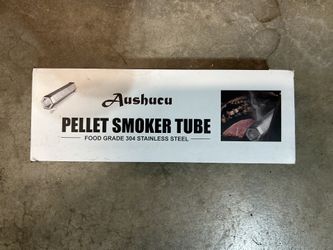 Aushucu
PELLET SMOKER TUBE
FOOD GRADE 304 STAINLESS STEEL